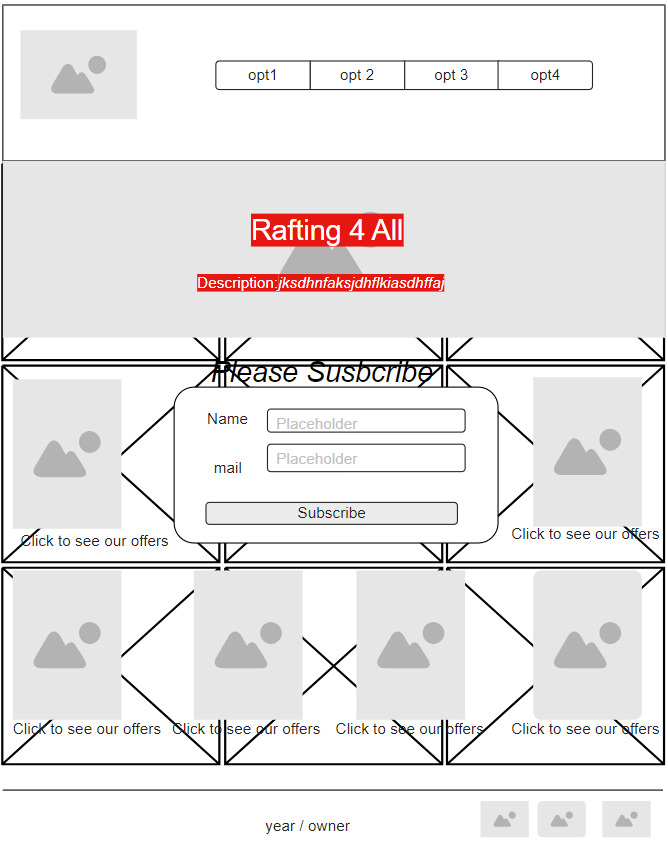 opt1 opt 2 opt 3 opt4
Rafting 4 All
Description:jksdhnfaksjdhflkiasdhffaj
Please Susbcribe
Name Placeholder
mail Placeholder
Subscribe
Click to see our offers Click to see our offers
Click to see our offers Click to see our offers Click to see our offers Click to see our offers
year / owner